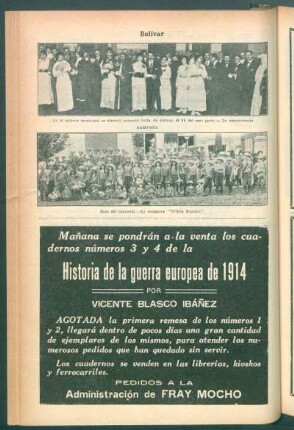 Bolívar
Mañana se pondrán a la venta los cua-
dernos números 3 y 4 de la
Historia de la guerra europea de 1914
POR
VICENTE BLASCO IBÁÑEZ
AGOTADA la primera remesa de los números 1
y 2, llegará dentro de pocos días una gran cantidad
de ejemplares de los mismos, para atender los nu-
merosos pedidos que han quedado sin servir.
Los cuadernos se venden en las librerías, kioskos
y ferrocarriles.
PEDIDOS A LA
Administración de FRAY MOCHO